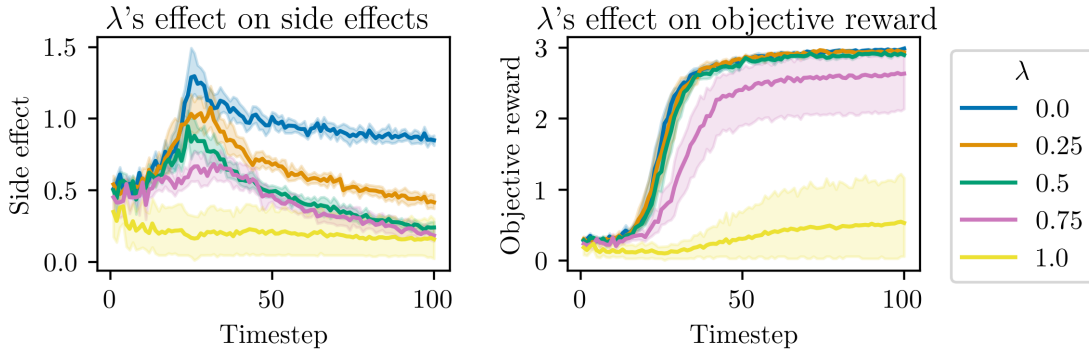 λ's effect on side effects
1.5
1.0
0.5
0.0
Side effect
0 50 100
Timestep
λ's effect on objective reward
3
2
1
0
Objective reward
0 50 100
Timestep
λ
0.0
0.25
0.5
0.75
1.0